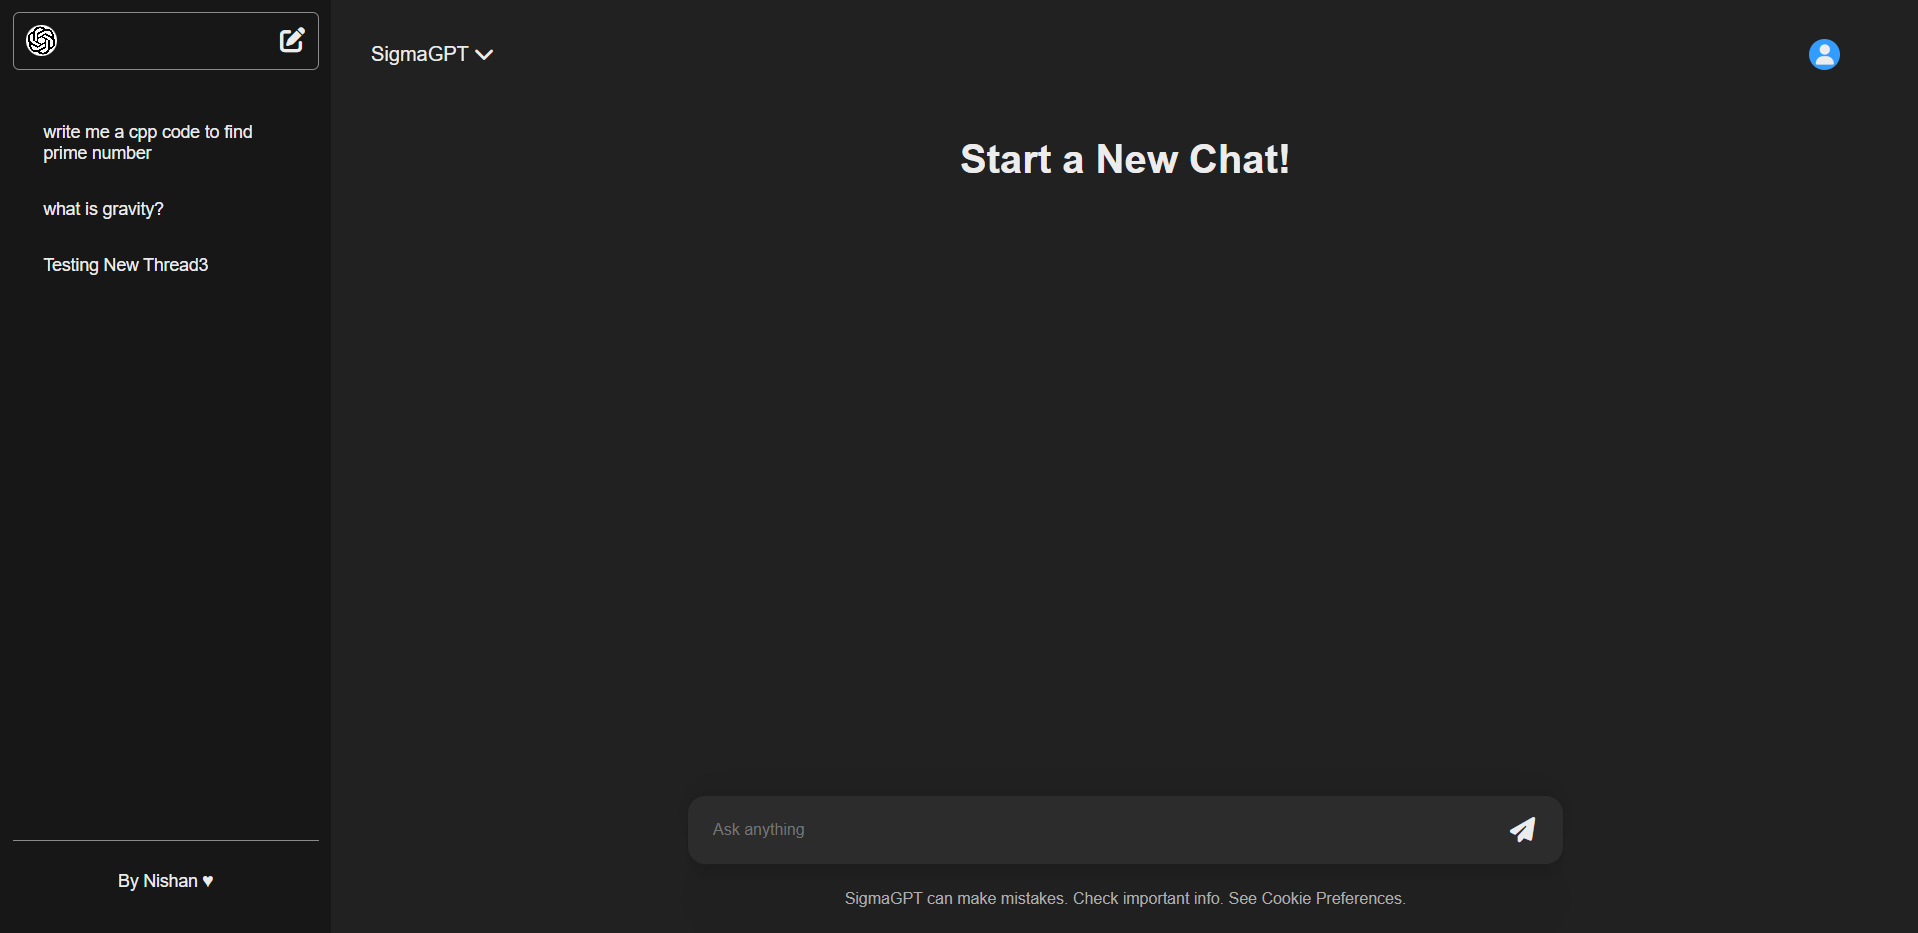 write me a cpp code to find
prime number
what is gravity?
Testing New Thread3
By Nishan ♥
SigmaGPT
Start a New Chat!
Ask anything
SigmaGPT can make mistakes. Check important info. See Cookie Preferences.